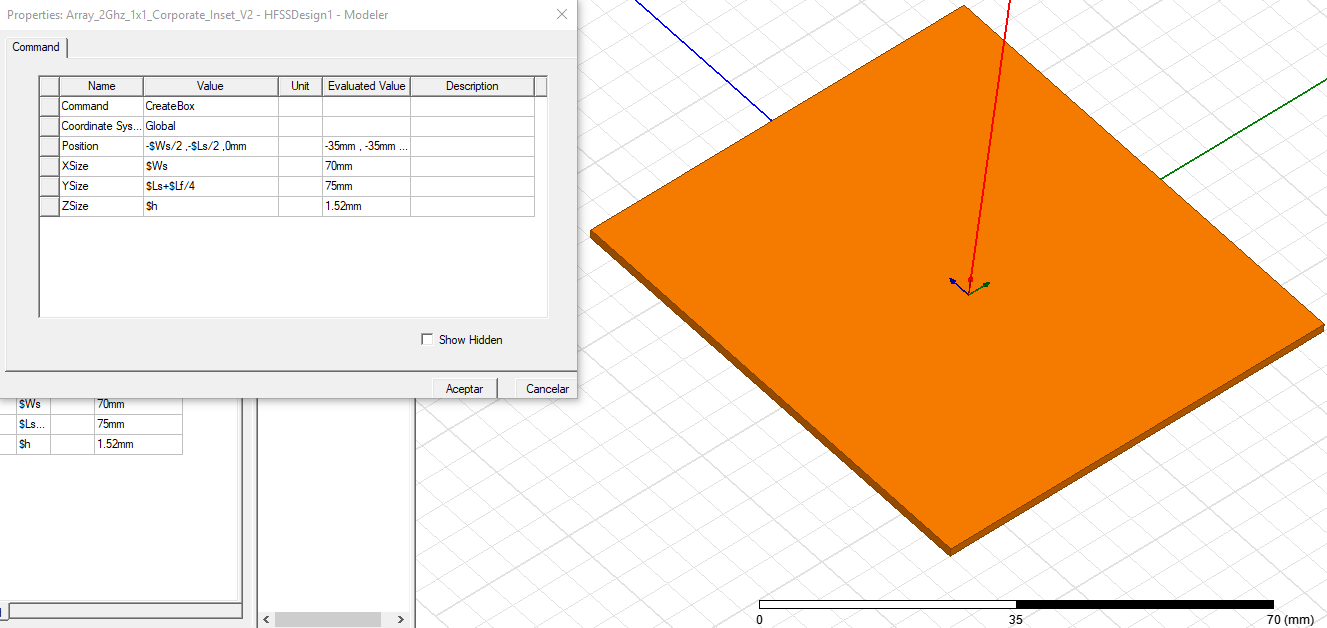 Properties: Array_2Ghz_1x1_Corporate_Inset_V2 - HFSSDesign1 - Modeler
Command
Name Value Unit Evaluated Value Description
Command CreateBox
Coordinate Sys... Global
Position -$Ws/2 ,-$Ls/2 ,0mm -35mm , -35mm ...
XSize $Ws 70mm
YSize $Ls+$Lf/4 75mm
ZSize $h 1.52mm
Show Hidden
Aceptar Cancelar
$Ws 70mm
$Ls... 75mm
$h 1.52mm
0 35 70 (mm)